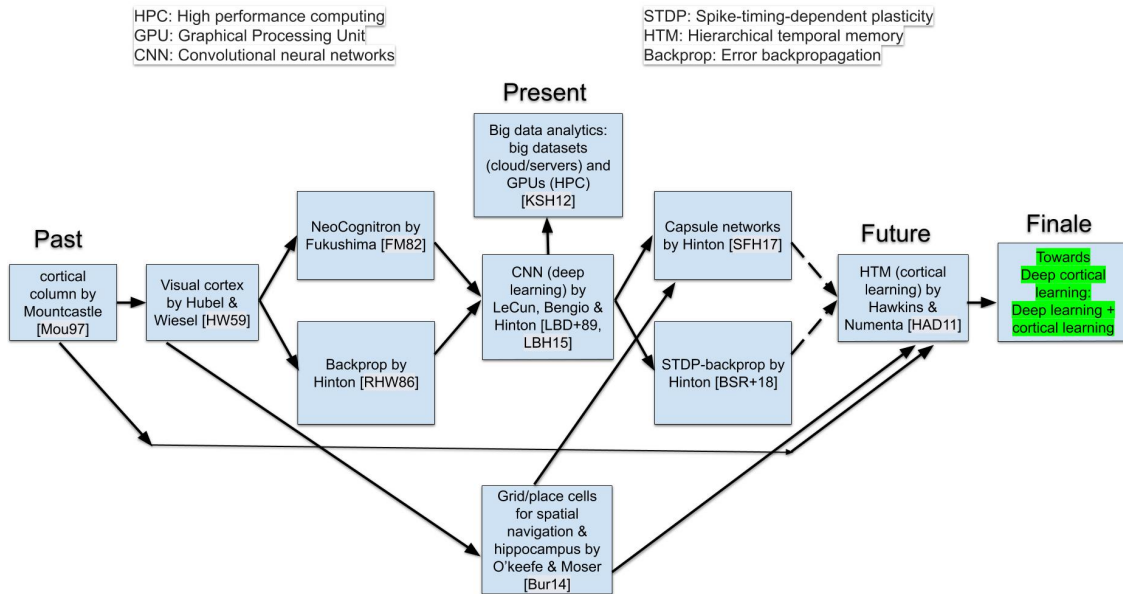 HPC: High performance computing
GPU: Graphical Processing Unit
CNN: Convolutional neural networks
STDP: Spike-timing-dependent plasticity
HTM: Hierarchical temporal memory
Backprop: Error backpropagation
Past
cortical
column by
Mountcastle
[Mou97]
Visual cortex
by Hubel &
Wiesel [HW59]
NeoCognitron by
Fukushima [FM82]
Backprop by
Hinton [RHW86]
Present
Big data analytics:
big datasets
(cloud/servers) and
GPUs (HPC)
[KSH12]
CNN (deep
learning) by
LeCun, Bengio &
Hinton [LBD+89,
LBH15]
Grid/place cells
for spatial
navigation &
hippocampus by
O'keefe & Moser
[Bur14]
Capsule networks
by Hinton [SFH17]
STDP-backprop by
Hinton [BSR+18]
Future
HTM (cortical
learning) by
Hawkins &
Numenta [HAD11]
Finale
Towards
Deep cortical
learning:
Deep learning +
cortical learning